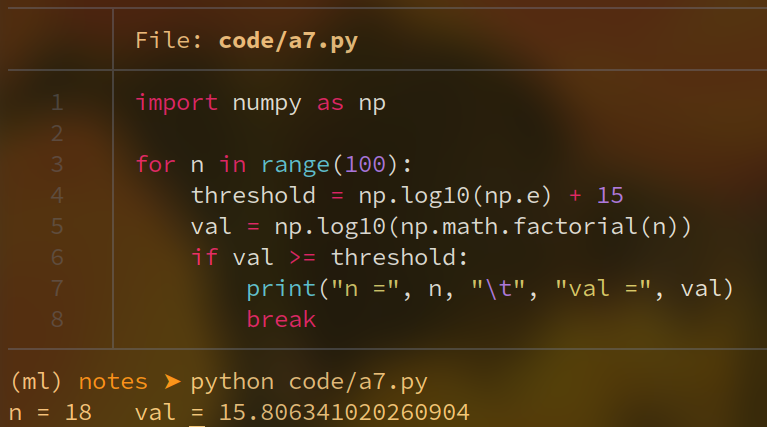 File: code/a7.py
1 import numpy as np
2
3 for n in range(100):
4     threshold = np.log10(np.e) + 15
5     val = np.log10(np.math.factorial(n))
6     if val >= threshold:
7         print("n =", n, "\t", "val =", val)
8         break
(ml) notes ➤ python code/a7.py
n = 18   val = 15.806341020260904